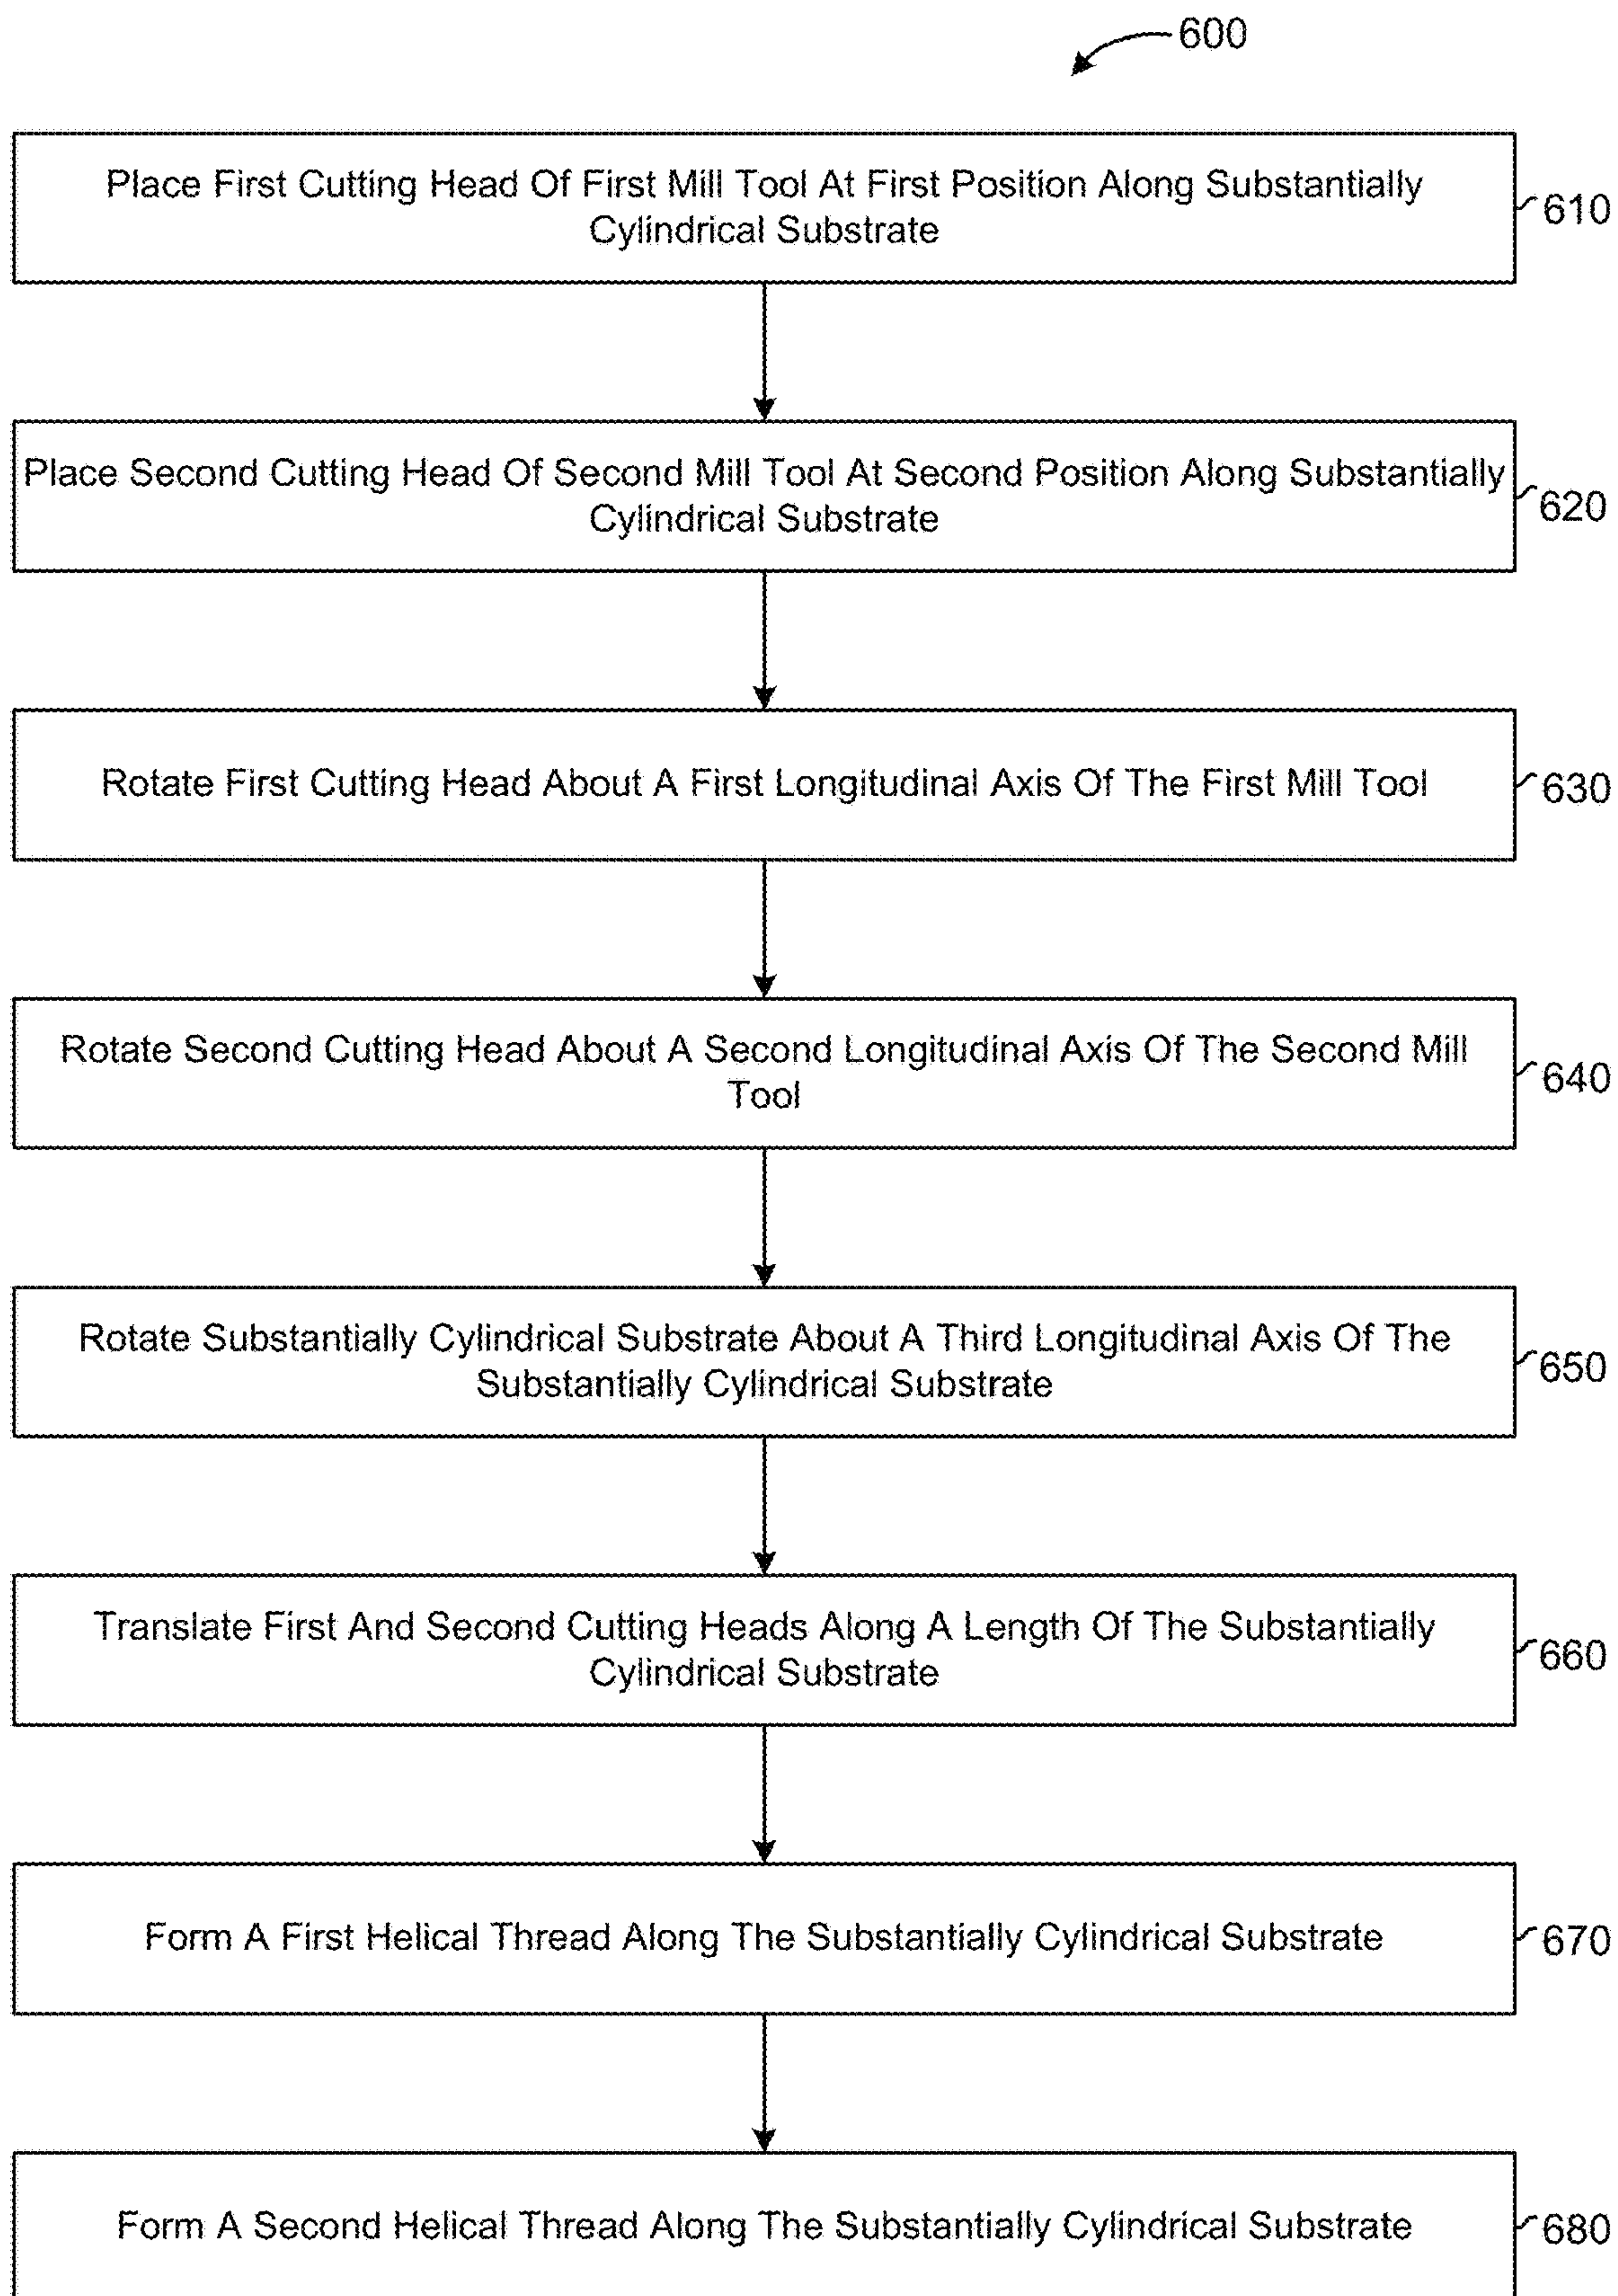 600
Place First Cutting Head Of First Mill Tool At First Position Along Substantially
Cylindrical Substrate
610
Place Second Cutting Head Of Second Mill Tool At Second Position Along Substantially
Cylindrical Substrate
620
Rotate First Cutting Head About A First Longitudinal Axis Of The First Mill Tool
630
Rotate Second Cutting Head About A Second Longitudinal Axis Of The Second Mill
Tool
640
Rotate Substantially Cylindrical Substrate About A Third Longitudinal Axis Of The
Substantially Cylindrical Substrate
650
Translate First And Second Cutting Heads Along A Length Of The Substantially
Cylindrical Substrate
660
Form A First Helical Thread Along The Substantially Cylindrical Substrate
670
Form A Second Helical Thread Along The Substantially Cylindrical Substrate
680